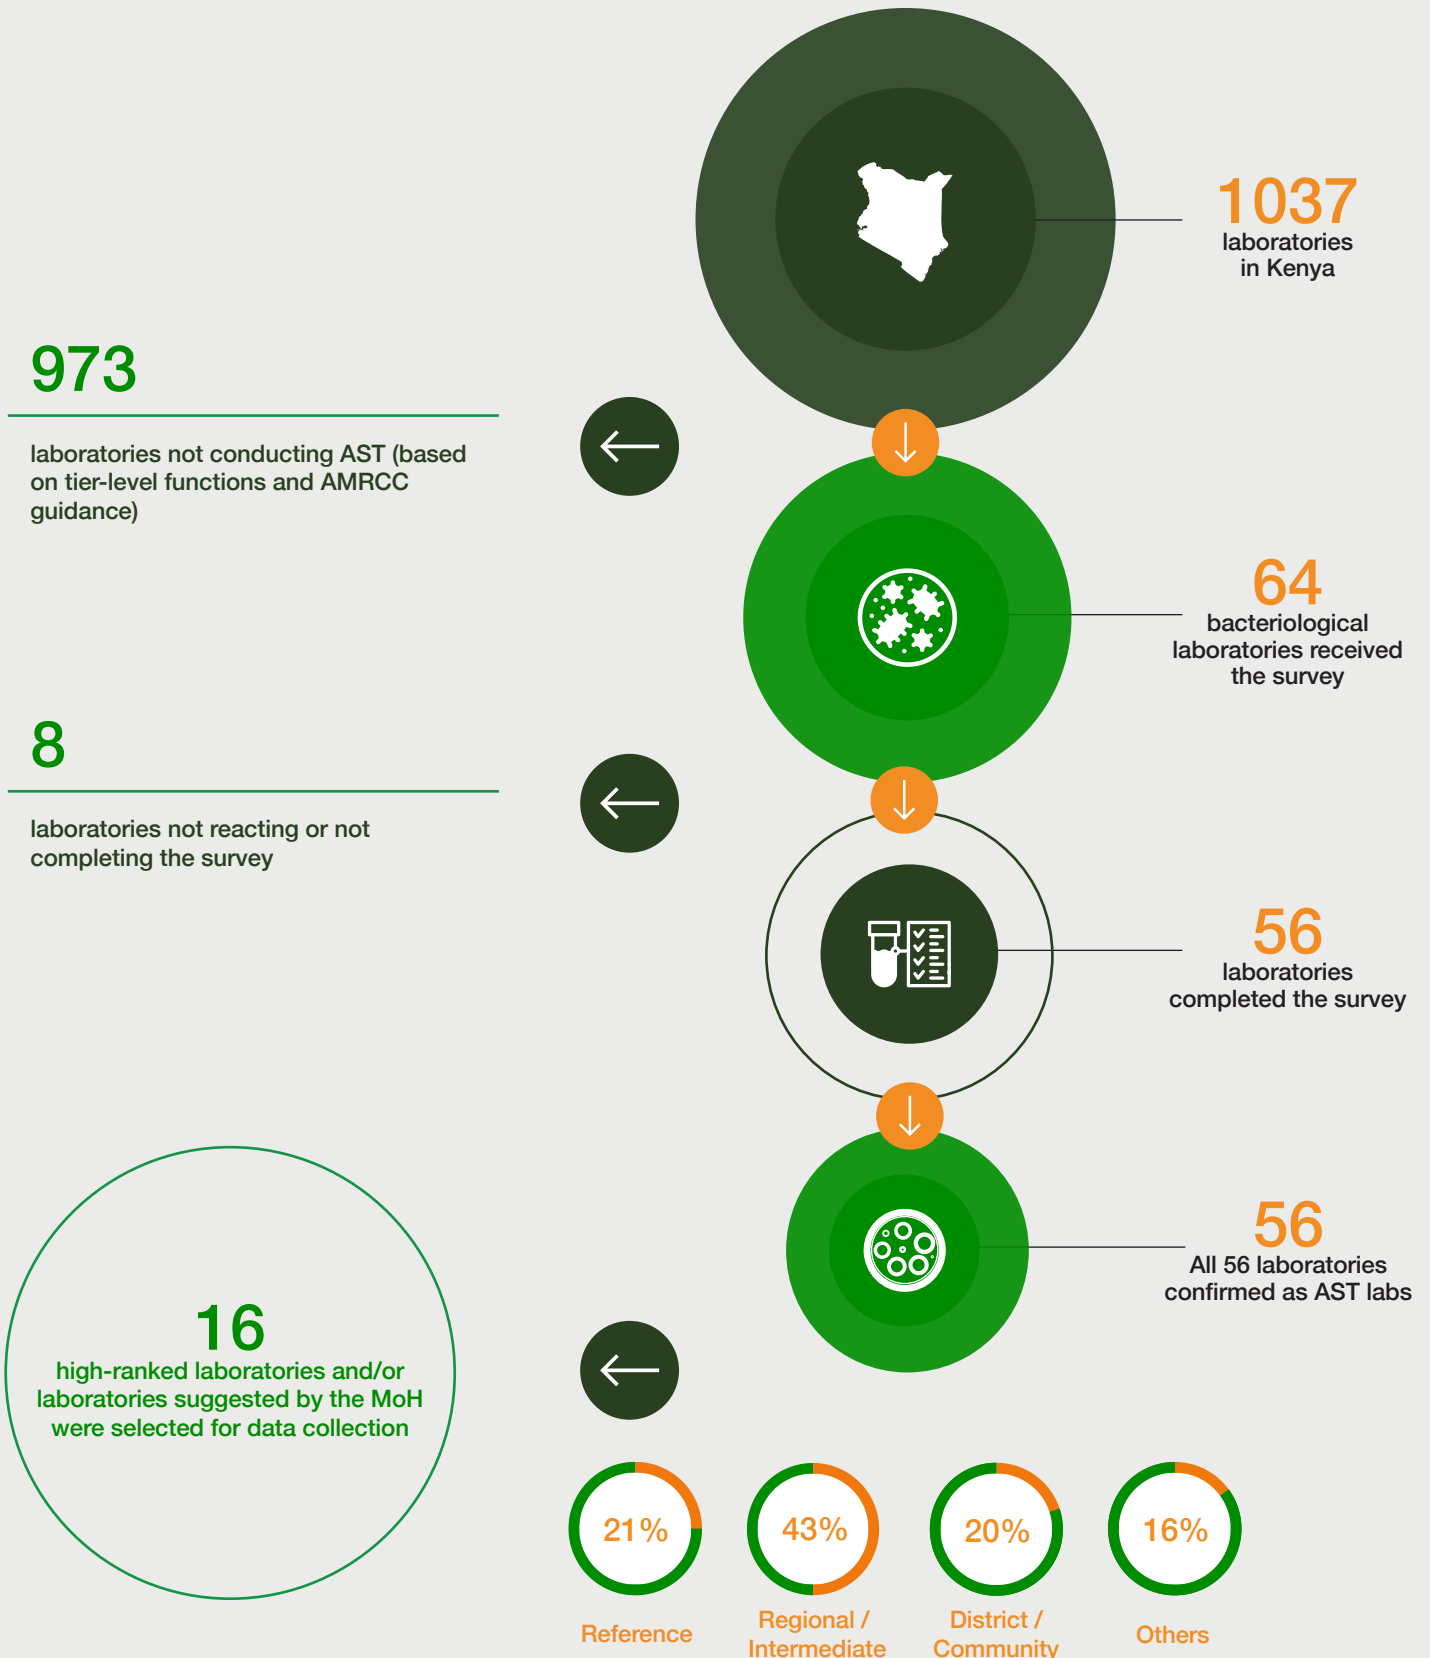 1037
laboratories
in Kenya
973
laboratories not conducting AST (based
on tier-level functions and AMRCC
guidance)
64
bacteriological
laboratories received
the survey
8
laboratories not reacting or not
completing the survey
56
laboratories
completed the survey
56
All 56 laboratories
confirmed as AST labs
16
high-ranked laboratories and/or
laboratories suggested by the MoH
were selected for data collection
21%
Reference
43%
Regional /
Intermediate
20%
District /
Community
16%
Others